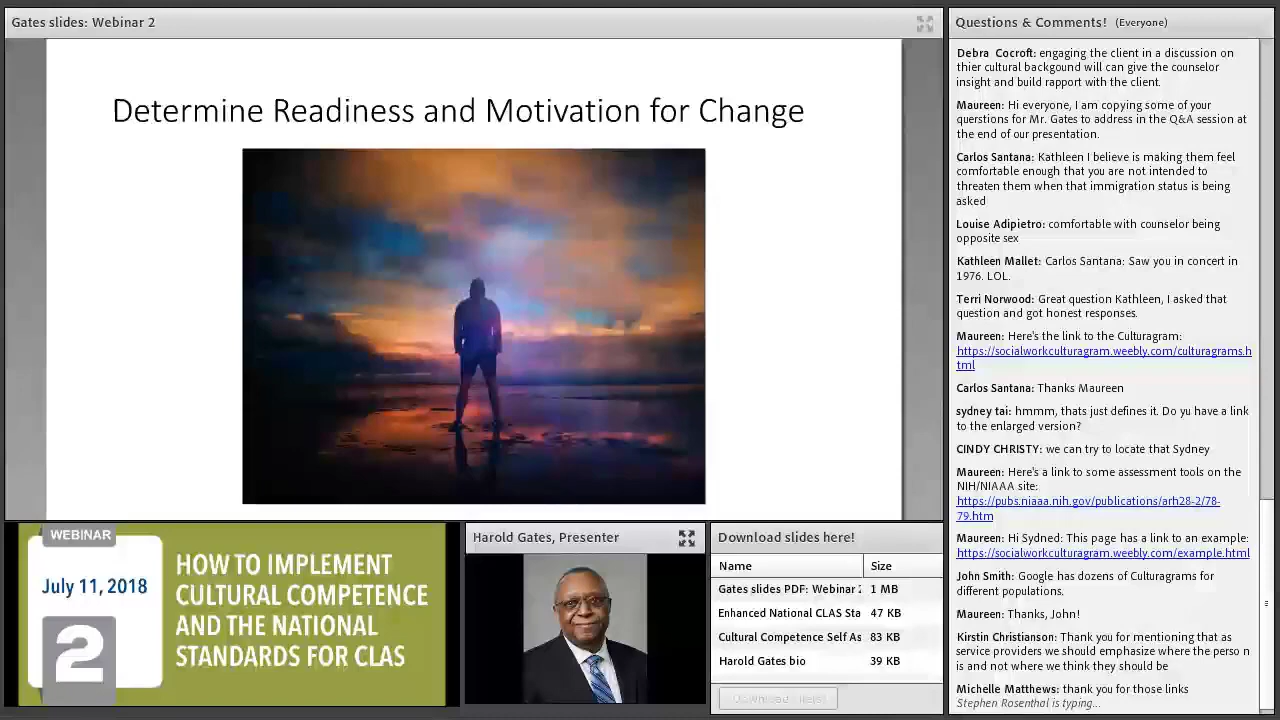 Gates slides: Webinar 2
Determine Readiness and Motivation for Change
WEBINAR
July 11, 2018
2
HOW TO IMPLEMENT
CULTURAL COMPETENCE
AND THE NATIONAL
STANDARDS FOR CLAS
Harold Gates, Presenter
Download slides here!
Name Size
Gates slides PDF: Webinar 2 1 MB
Enhanced National CLAS Sta 47 KB
Cultural Competence Self As 83 KB
Harold Gates bio 39 KB
Questions & Comments! (Everyone)
Debra Cocroft: engaging the client in a discussion on
thier cultural backgound will can give the counselor
insight and build rapport with the client.
Maureen: Hi everyone, I am copying some of your
querstions for Mr. Gates to address in the Q&A session at
the end of our presentation.
Carlos Santana: Kathleen I believe is making them feel
comfortable enough that you are not intended to
threaten them when that immigration status is being
asked
Louise Adipietro: comfortable with counselor being
opposite sex
Kathleen Mallet: Carlos Santana: Saw you in concert in
1976. LOL.
Terri Norwood: Great question Kathleen, I asked that
question and got honest responses.
Maureen: Here's the link to the Culturagram:
https://socialworkculturagram.weebly.com/culturagrams.h
tml
Carlos Santana: Thanks Maureen
sydney tai: hmmm, thats just defines it. Do yu have a link
to the enlarged version?
CINDY CHRISTY: we can try to locate that Sydney
Maureen: Here's a link to some assessment tools on the
NIH/NIAAA site:
https://pubs.niaaa.nih.gov/publications/arh28-2/78-
79.htm
Maureen: Hi Sydned: This page has a link to an example:
https://socialworkculturagram.weebly.com/example.html
John Smith: Google has dozens of Culturagrams for
different populations.
Maureen: Thanks, John!
Kirstin Christianson: Thank you for mentioning that as
service providers we should emphasize where the perso n
is and not where we think they should be
Michelle Matthews: thank you for those links
Stephen Rosenthal is typing...